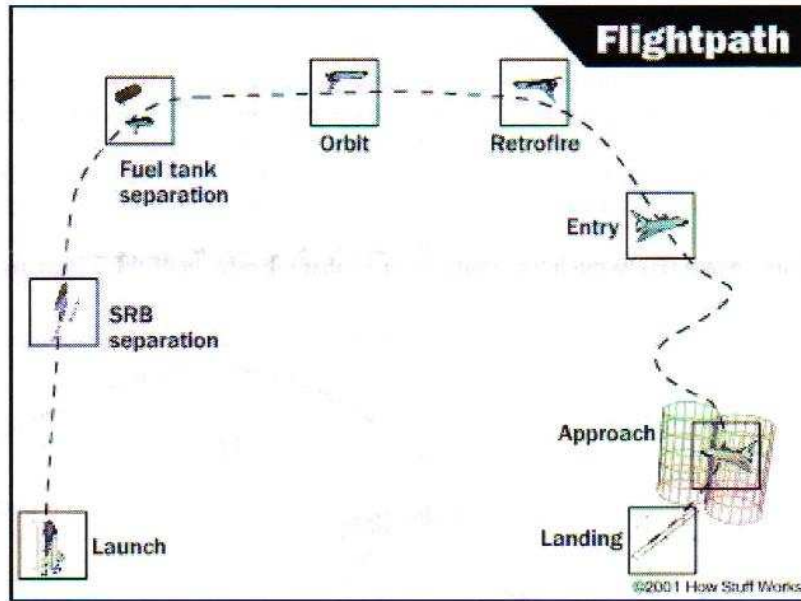 Flightpath
Fuel tank
separation
Orbit
Retrofire
Entry
SRB
separation
Approach
Launch
Landing
©2001 How Stuff Works